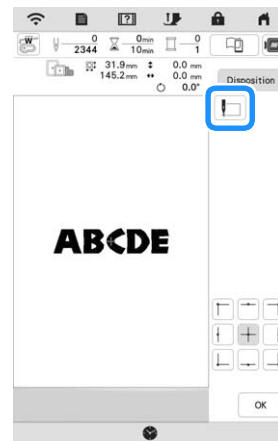 W 0 2344 0min 10min 0 1
31.9mm 0.0 mm
145.2mm 0.0 mm
0.0°
Disposition
ABCDE
OK